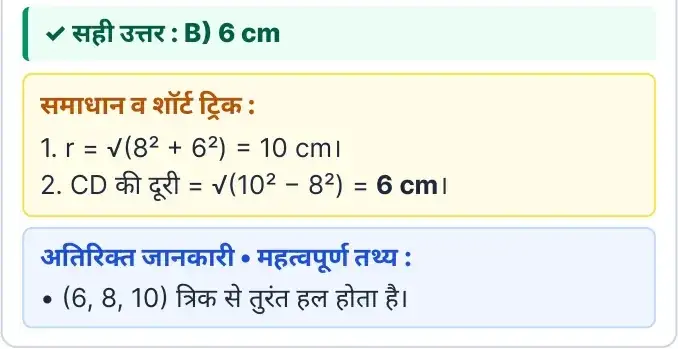 ✓ सही उत्तर : B) 6 cm
समाधान व शॉर्ट ट्रिक :
1. r = √(8² + 6²) = 10 cm।
2. CD की दूरी = √(10² − 8²) = 6 cm।
अतिरिक्त जानकारी • महत्वपूर्ण तथ्य :
• (6, 8, 10) त्रिक से तुरंत हल होता है।